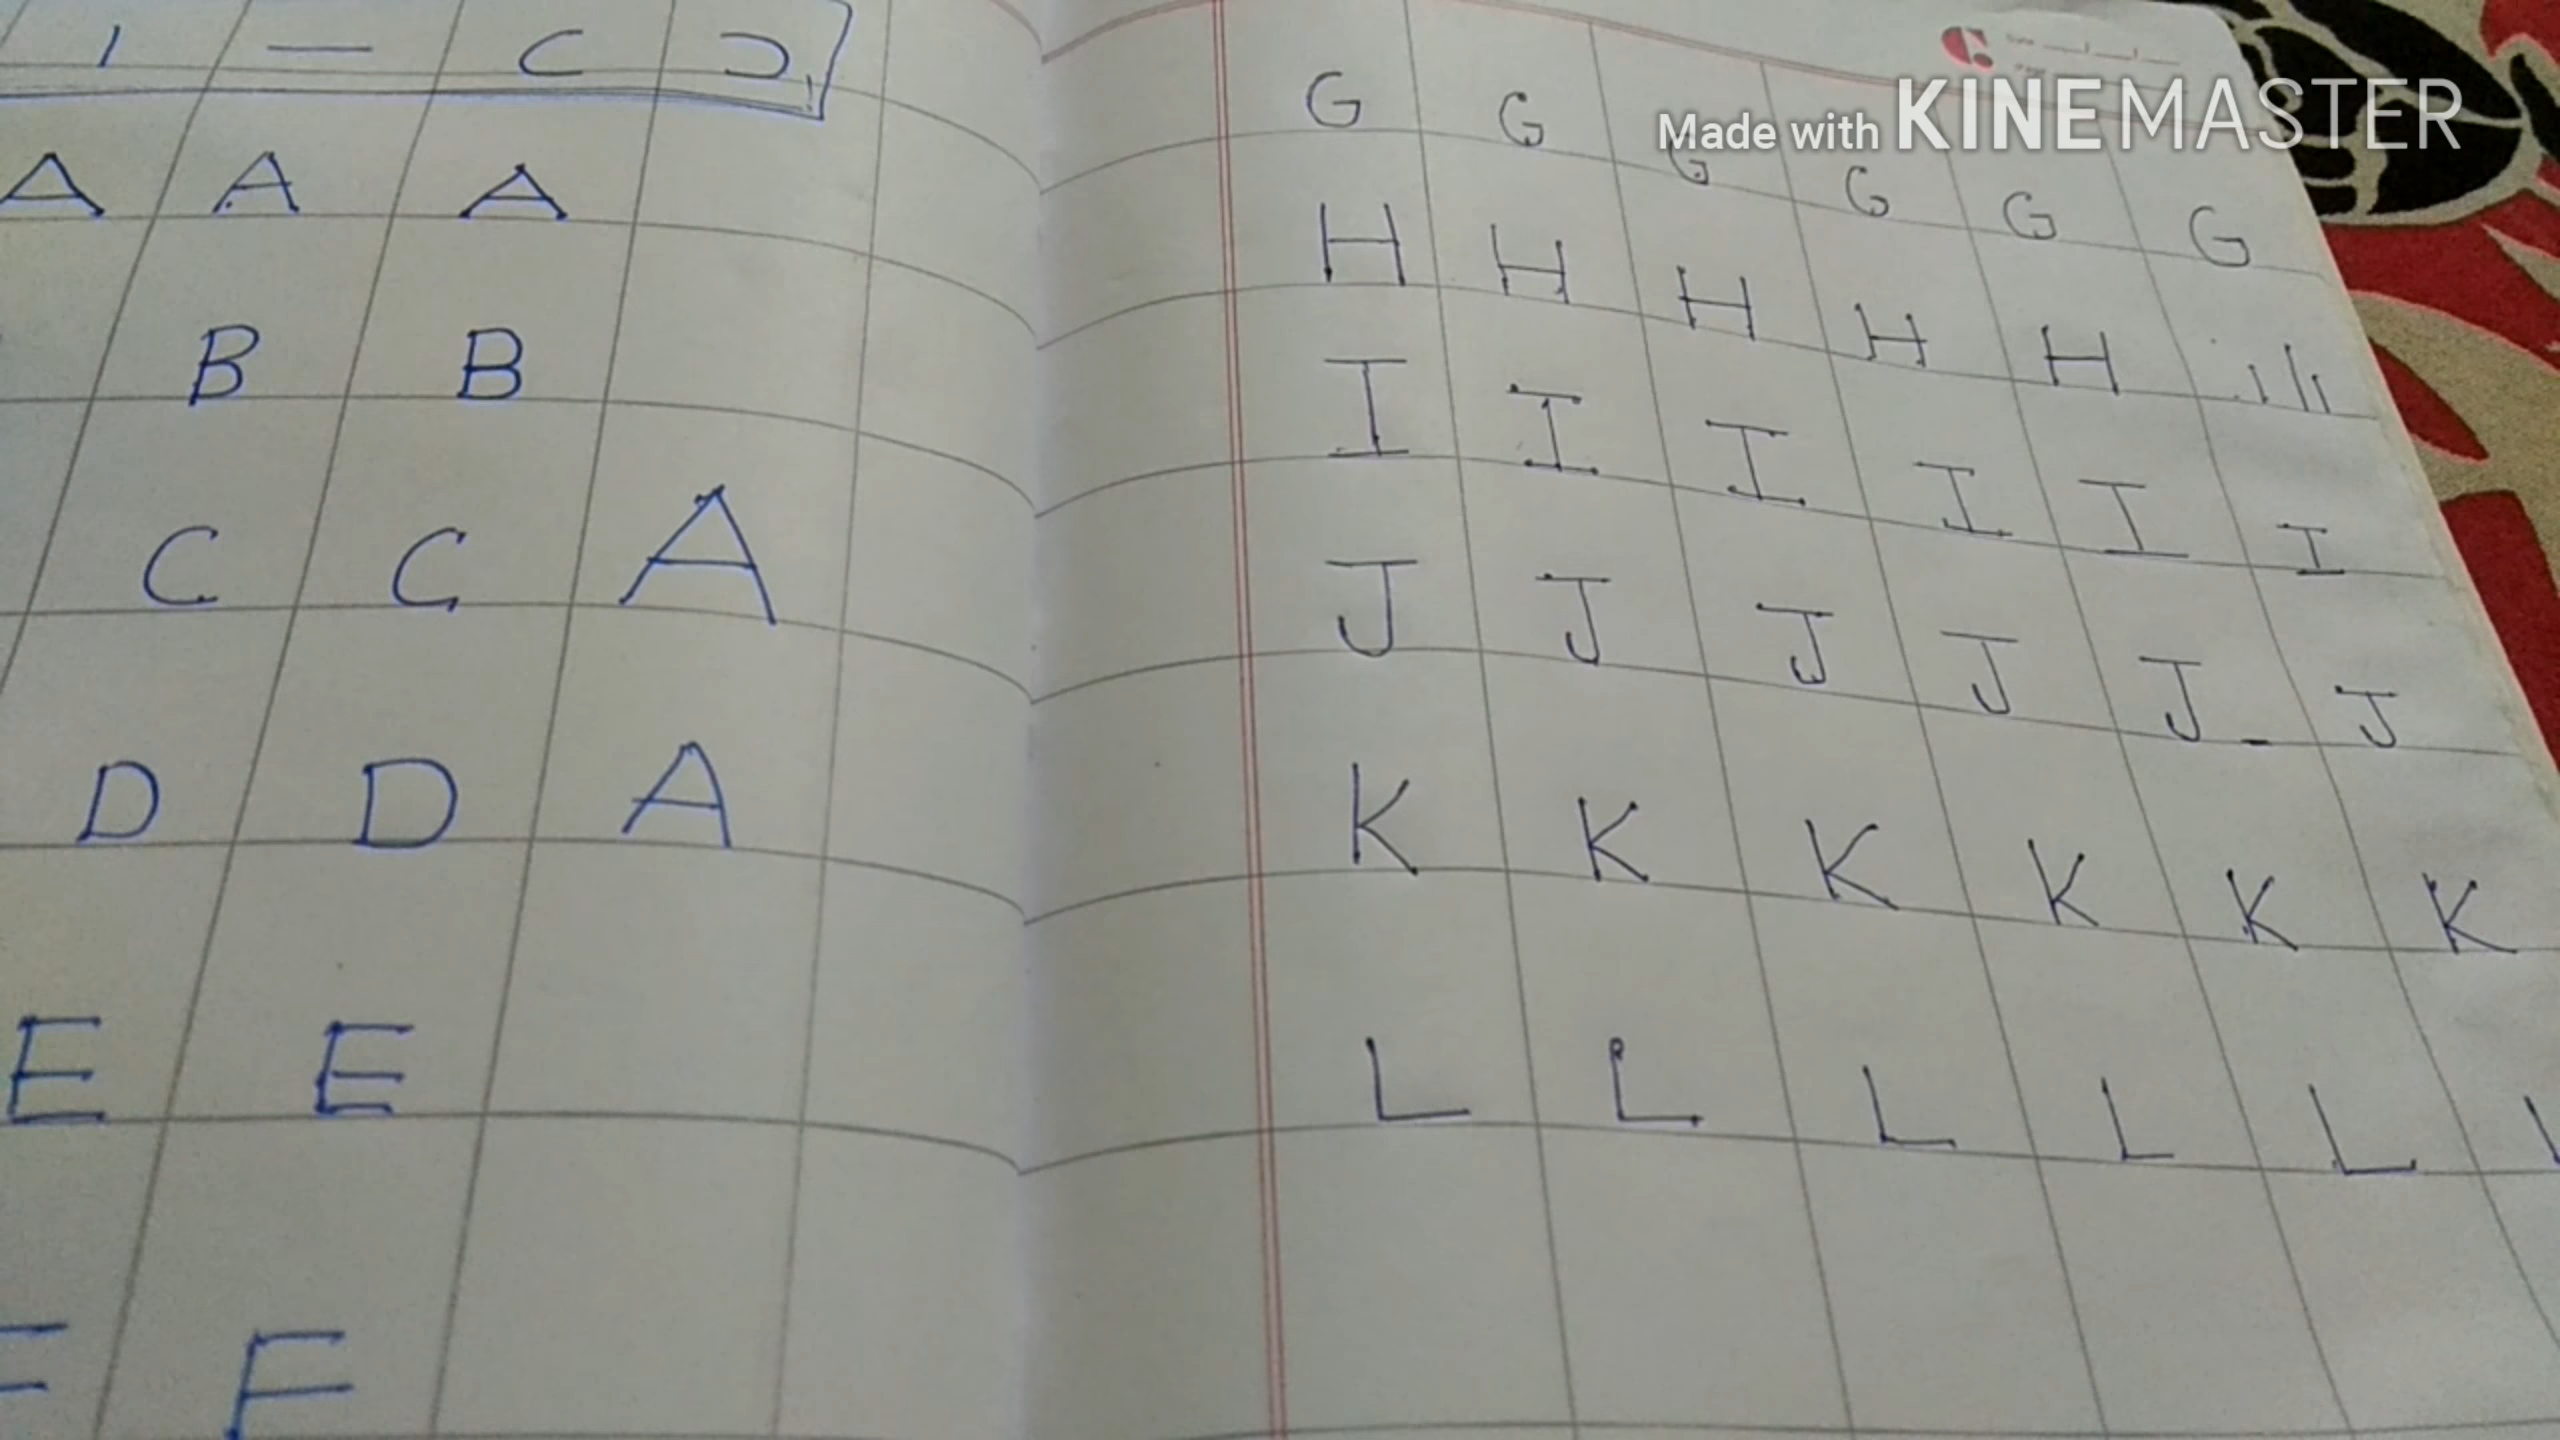 Made with KINEMASTER
A A A
B B
C C A
D D A
E E
F F
G G G G G G
H H H H H
I I I I I I
J J J J J J
K K K K K K
L L L L L